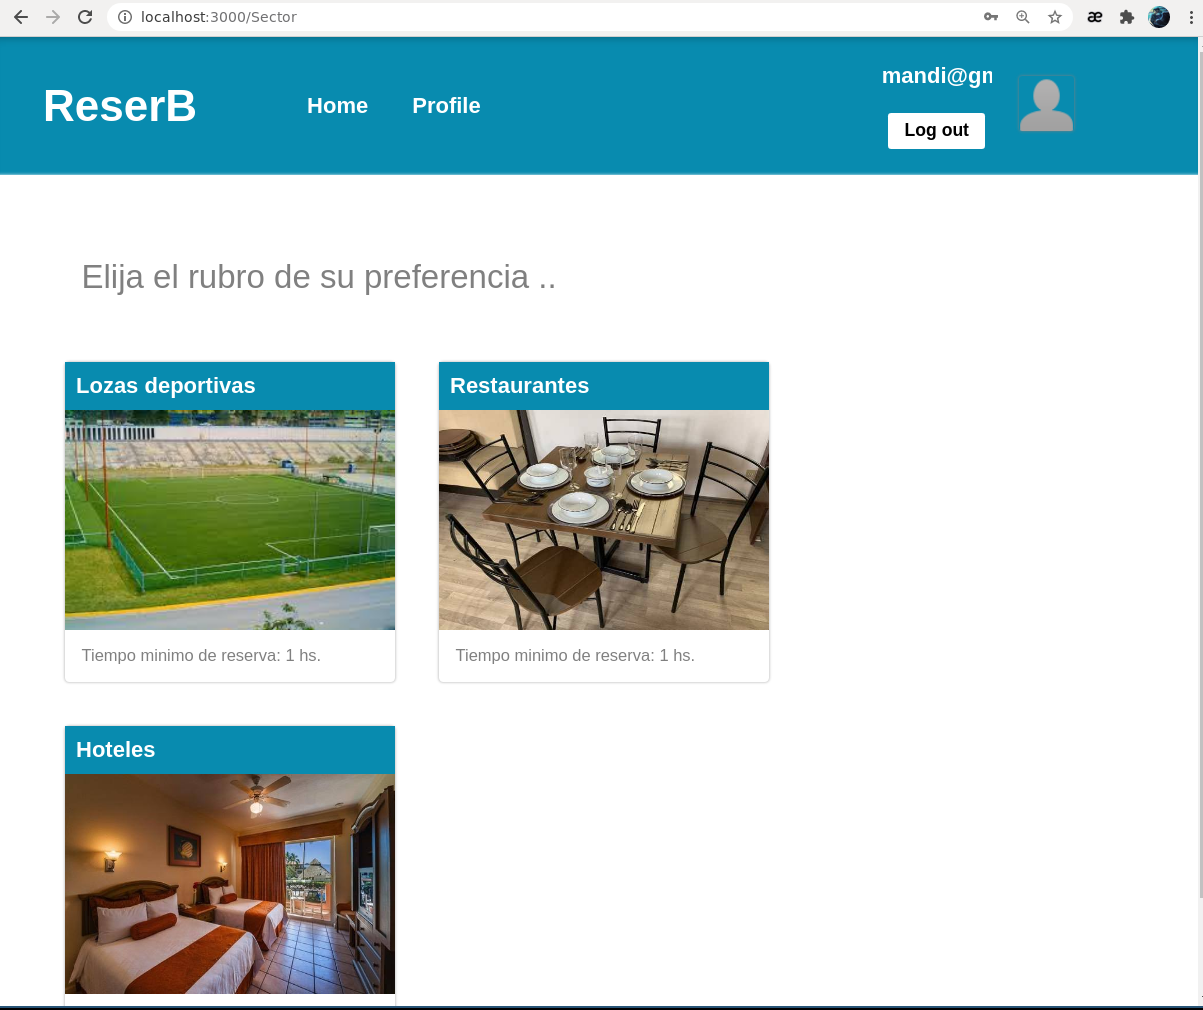 localhost:3000/Sector
ReserB
Home
Profile
mandi@gn
Log out
Elija el rubro de su preferencia ..
Lozas deportivas
Restaurantes
Tiempo minimo de reserva: 1 hs.
Tiempo minimo de reserva: 1 hs.
Hoteles